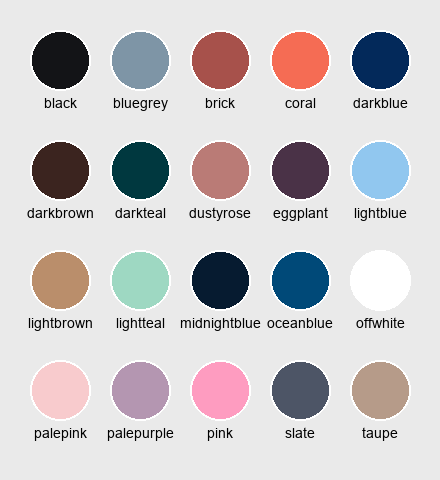 black bluegrey brick coral darkblue
darkbrown darkteal dustyrose eggplant lightblue
lightbrown lightteal midnightblue oceanblue offwhite
palepink palepurple pink slate taupe